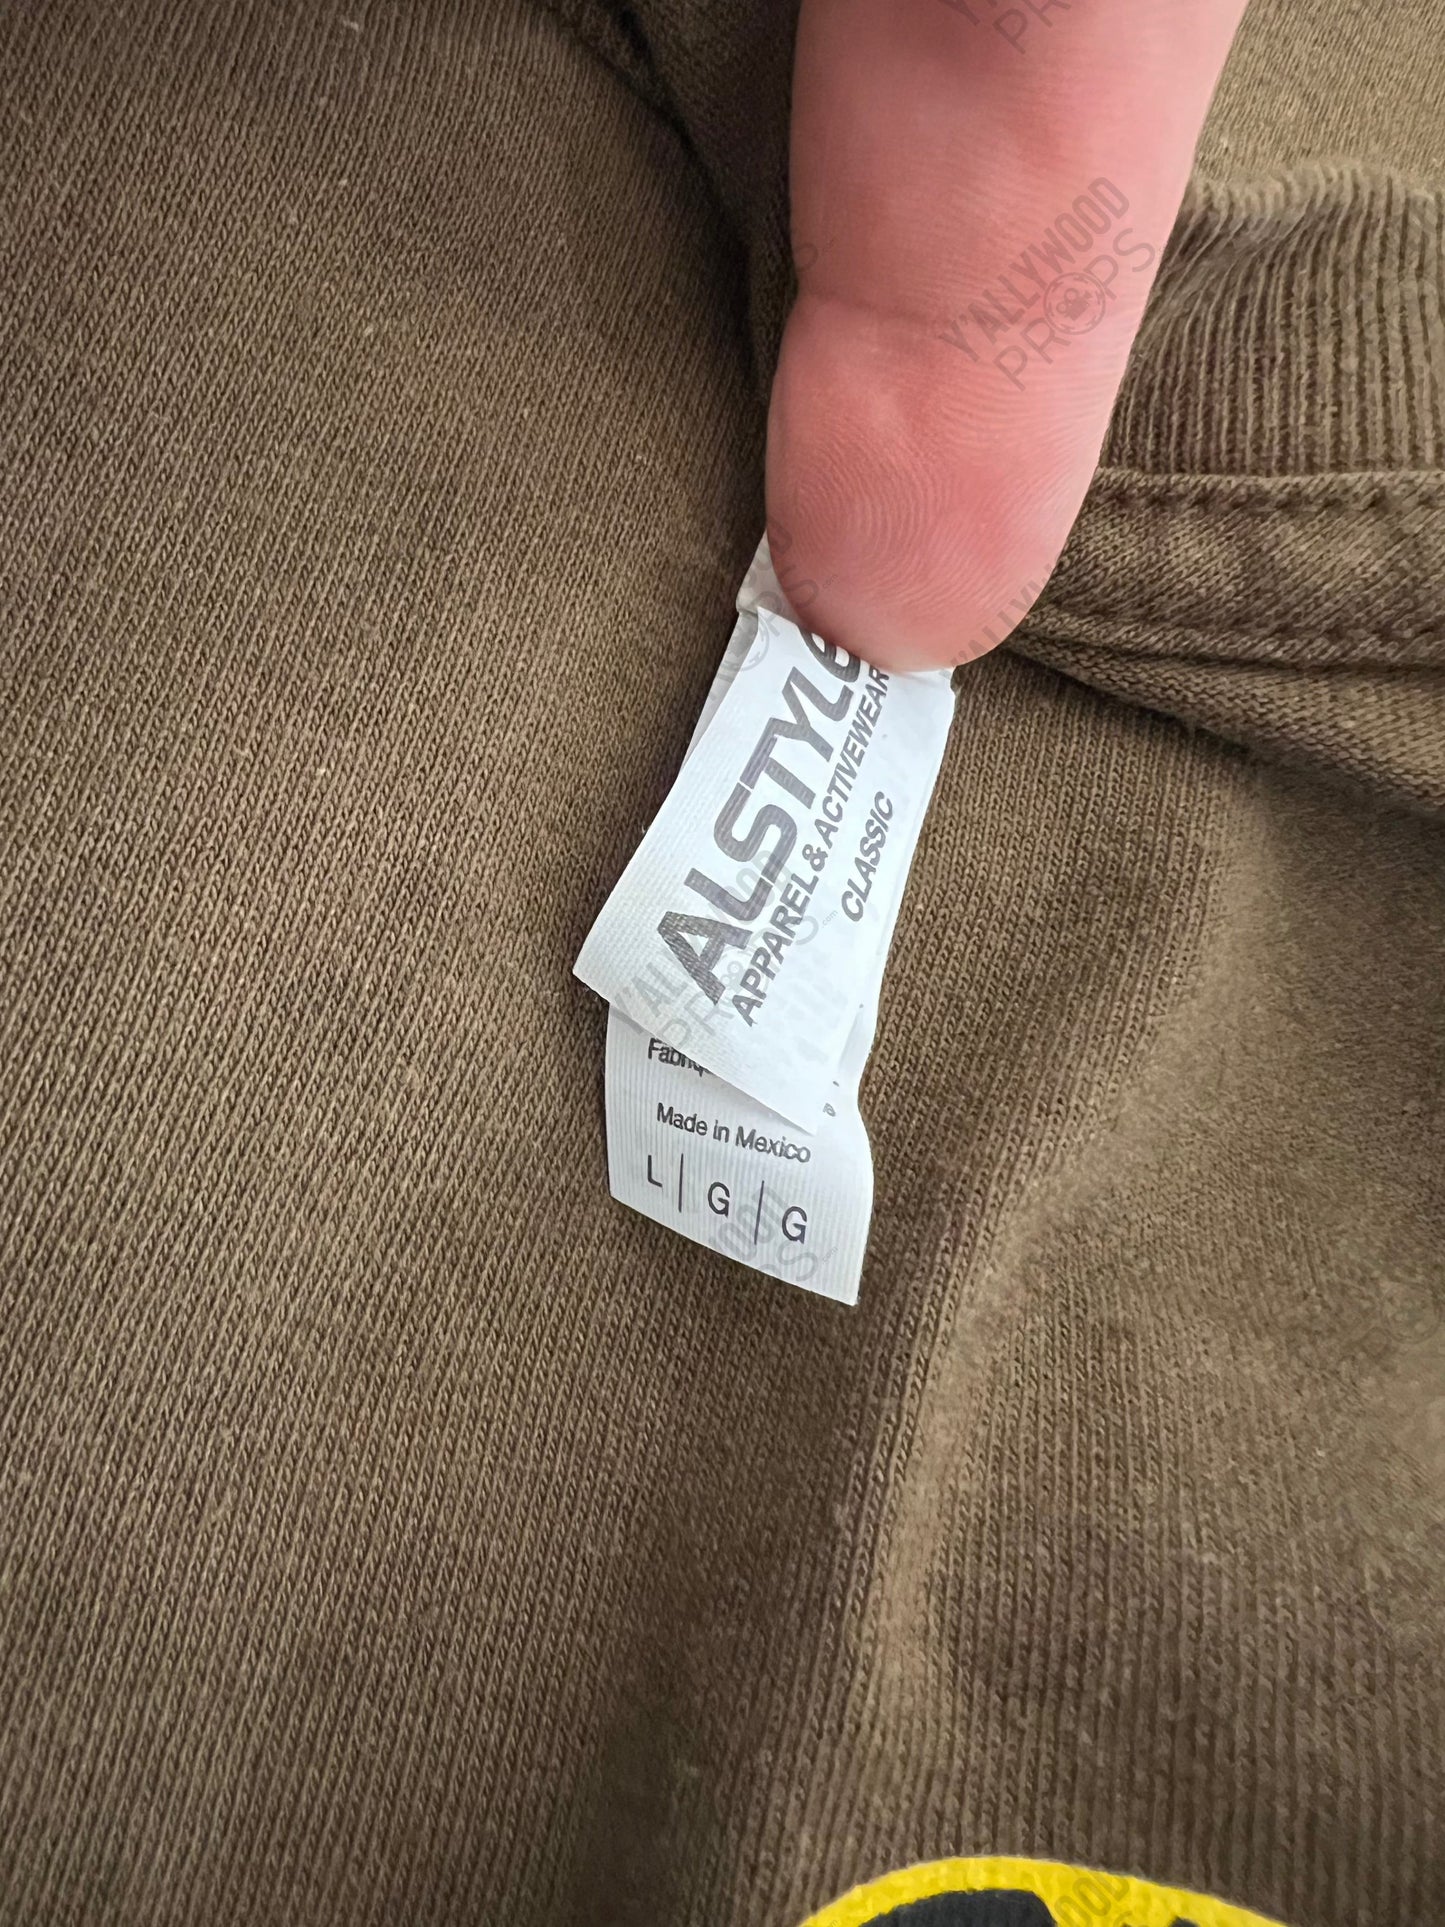 ALSTYLE
APPAREL & ACTIVEWEAR
CLASSIC
Made in Mexico
L | G | G
Y'ALLYWOOD
PROPS